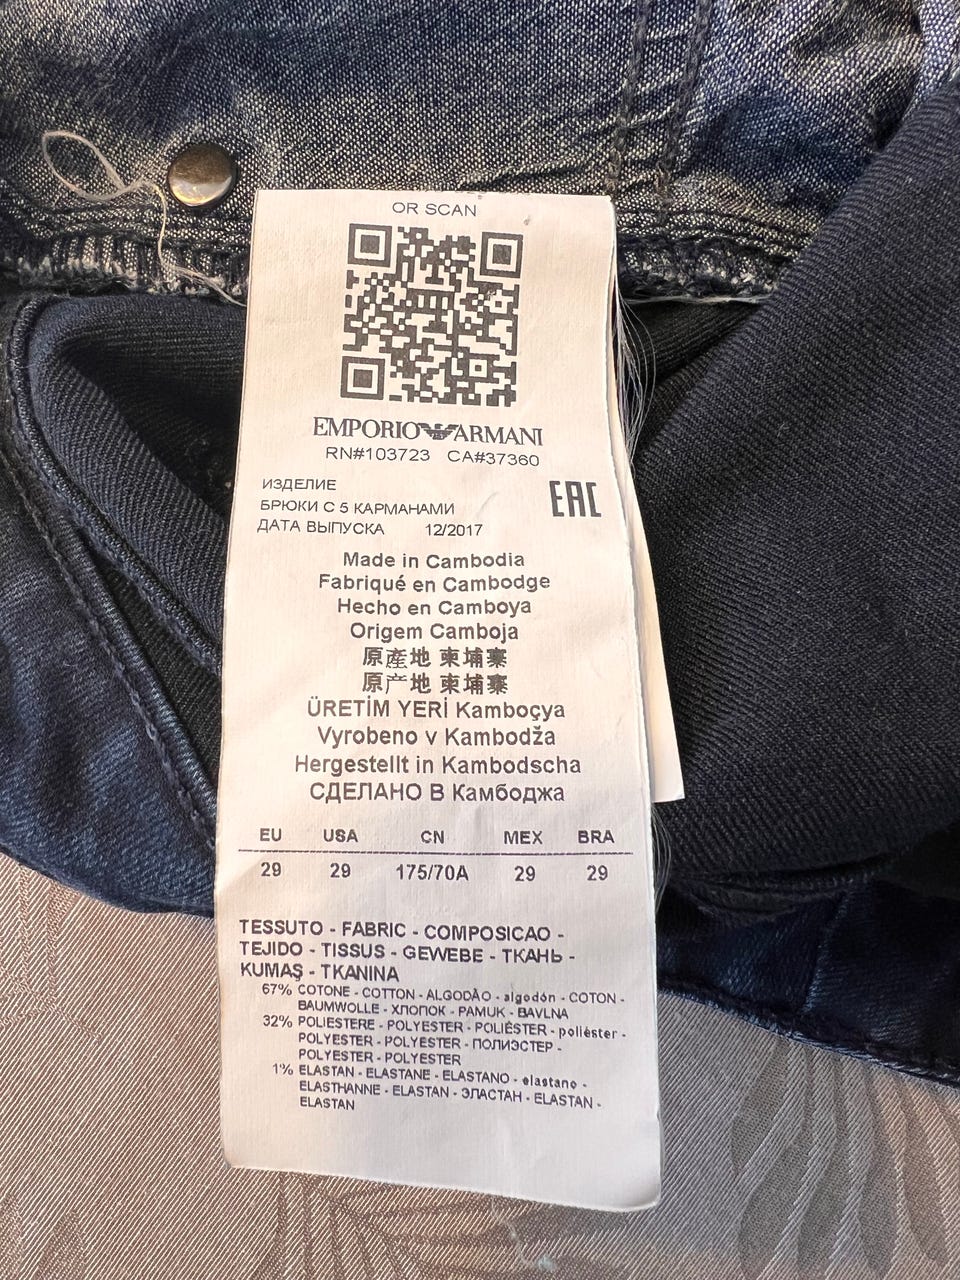 OR SCAN
EMPORIO ARMANI
RN#103723 CA#37360
ИЗДЕЛИЕ
EAC
БРЮКИ С 5 КАРМАНАМИ
ДАТА ВЫПУСКА 12/2017
Made in Cambodia
Fabriqué en Cambodge
Hecho en Camboya
Origem Camboja
原產地 柬埔寨
原产地 柬埔寨
ÜRETİM YERİ Kamboçya
Vyrobeno v Kambodža
Hergestellt in Kambodscha
СДЕЛАНО В Камбоджа
EU USA CN MEX BRA
29 29 175/70A 29 29
TESSUTO - FABRIC - COMPOSICAO -
TEJIDO - TISSUS - GEWEBE - ТКАНЬ -
KUMAŞ - TKANINA
67% COTONE - COTTON - ALGODÃO - algodón - COTON -
BAUMWOLLE - ХЛОПОК - PAMUK - BAVLNA
32% POLIESTERE - POLYESTER - POLIÉSTER - poliéster -
POLYESTER - POLYESTER - ПОЛИЭСТЕР -
POLYESTER - POLYESTER
1% ELASTAN - ELASTANE - ELASTANO - elastano -
ELASTHANNE - ELASTAN - ЭЛАСТАН - ELASTAN -
ELASTAN